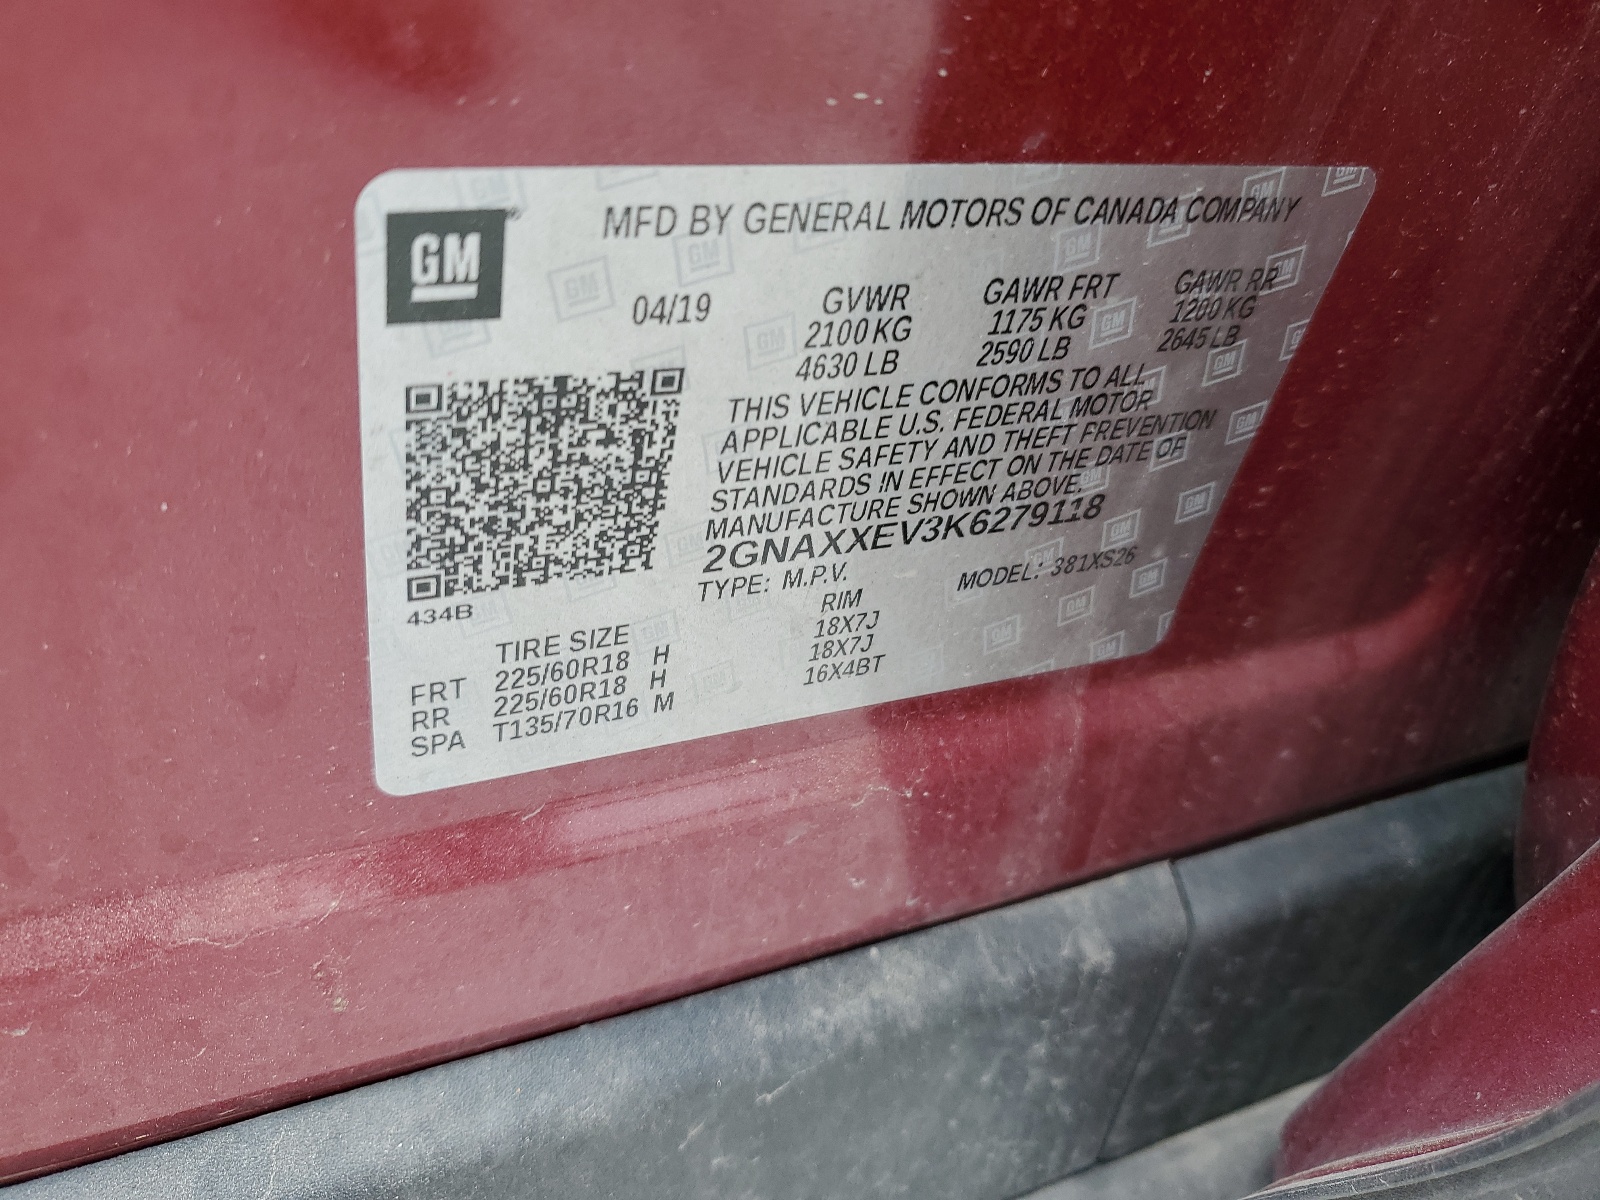 GM
MFD BY GENERAL MOTORS OF CANADA COMPANY
04/19 GVWR GAWR FRT GAWR RR
2100 KG 1175 KG 1200 KG
4630 LB 2590 LB 2645 LB
THIS VEHICLE CONFORMS TO ALL
APPLICABLE U.S. FEDERAL MOTOR
VEHICLE SAFETY AND THEFT PREVENTION
STANDARDS IN EFFECT ON THE DATE OF
MANUFACTURE SHOWN ABOVE.
2GNAXXEV3K6279118
TYPE: M.P.V. MODEL: 381XS26
434B
TIRE SIZE RIM
FRT 225/60R18 H 18X7J
RR 225/60R18 H 18X7J
SPA T135/70R16 M 16X4BT